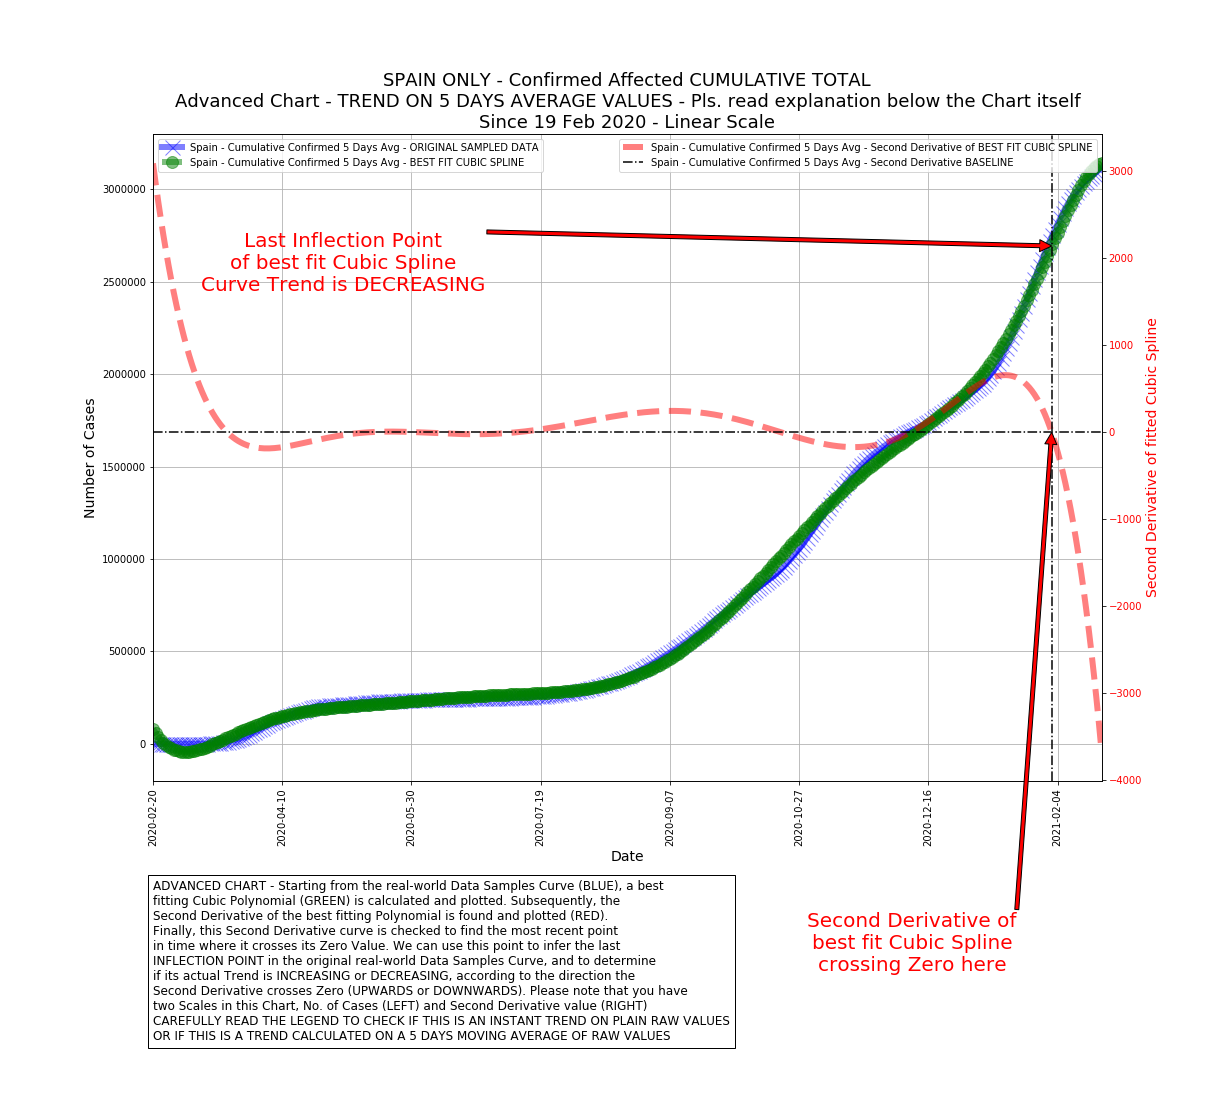 SPAIN ONLY - Confirmed Affected CUMULATIVE TOTAL
Advanced Chart - TREND ON 5 DAYS AVERAGE VALUES - Pls. read explanation below the Chart itself
Since 19 Feb 2020 - Linear Scale
Spain - Cumulative Confirmed 5 Days Avg - ORIGINAL SAMPLED DATA
Spain - Cumulative Confirmed 5 Days Avg - BEST FIT CUBIC SPLINE
Spain - Cumulative Confirmed 5 Days Avg - Second Derivative of BEST FIT CUBIC SPLINE
Spain - Cumulative Confirmed 5 Days Avg - Second Derivative BASELINE
Last Inflection Point
of best fit Cubic Spline
Curve Trend is DECREASING
Number of Cases
3000000
2500000
2000000
1500000
1000000
500000
0
3000
2000
1000
0
−1000
−2000
−3000
−4000
Second Derivative of fitted Cubic Spline
2020-02-20
2020-04-10
2020-05-30
2020-07-19
2020-09-07
2020-10-27
2020-12-16
2021-02-04
Date
ADVANCED CHART - Starting from the real-world Data Samples Curve (BLUE), a best
fitting Cubic Polynomial (GREEN) is calculated and plotted. Subsequently, the
Second Derivative of the best fitting Polynomial is found and plotted (RED).
Finally, this Second Derivative curve is checked to find the most recent point
in time where it crosses its Zero Value. We can use this point to infer the last
INFLECTION POINT in the original real-world Data Samples Curve, and to determine
if its actual Trend is INCREASING or DECREASING, according to the direction the
Second Derivative crosses Zero (UPWARDS or DOWNWARDS). Please note that you have
two Scales in this Chart, No. of Cases (LEFT) and Second Derivative value (RIGHT)
CAREFULLY READ THE LEGEND TO CHECK IF THIS IS AN INSTANT TREND ON PLAIN RAW VALUES
OR IF THIS IS A TREND CALCULATED ON A 5 DAYS MOVING AVERAGE OF RAW VALUES
Second Derivative of
best fit Cubic Spline
crossing Zero here